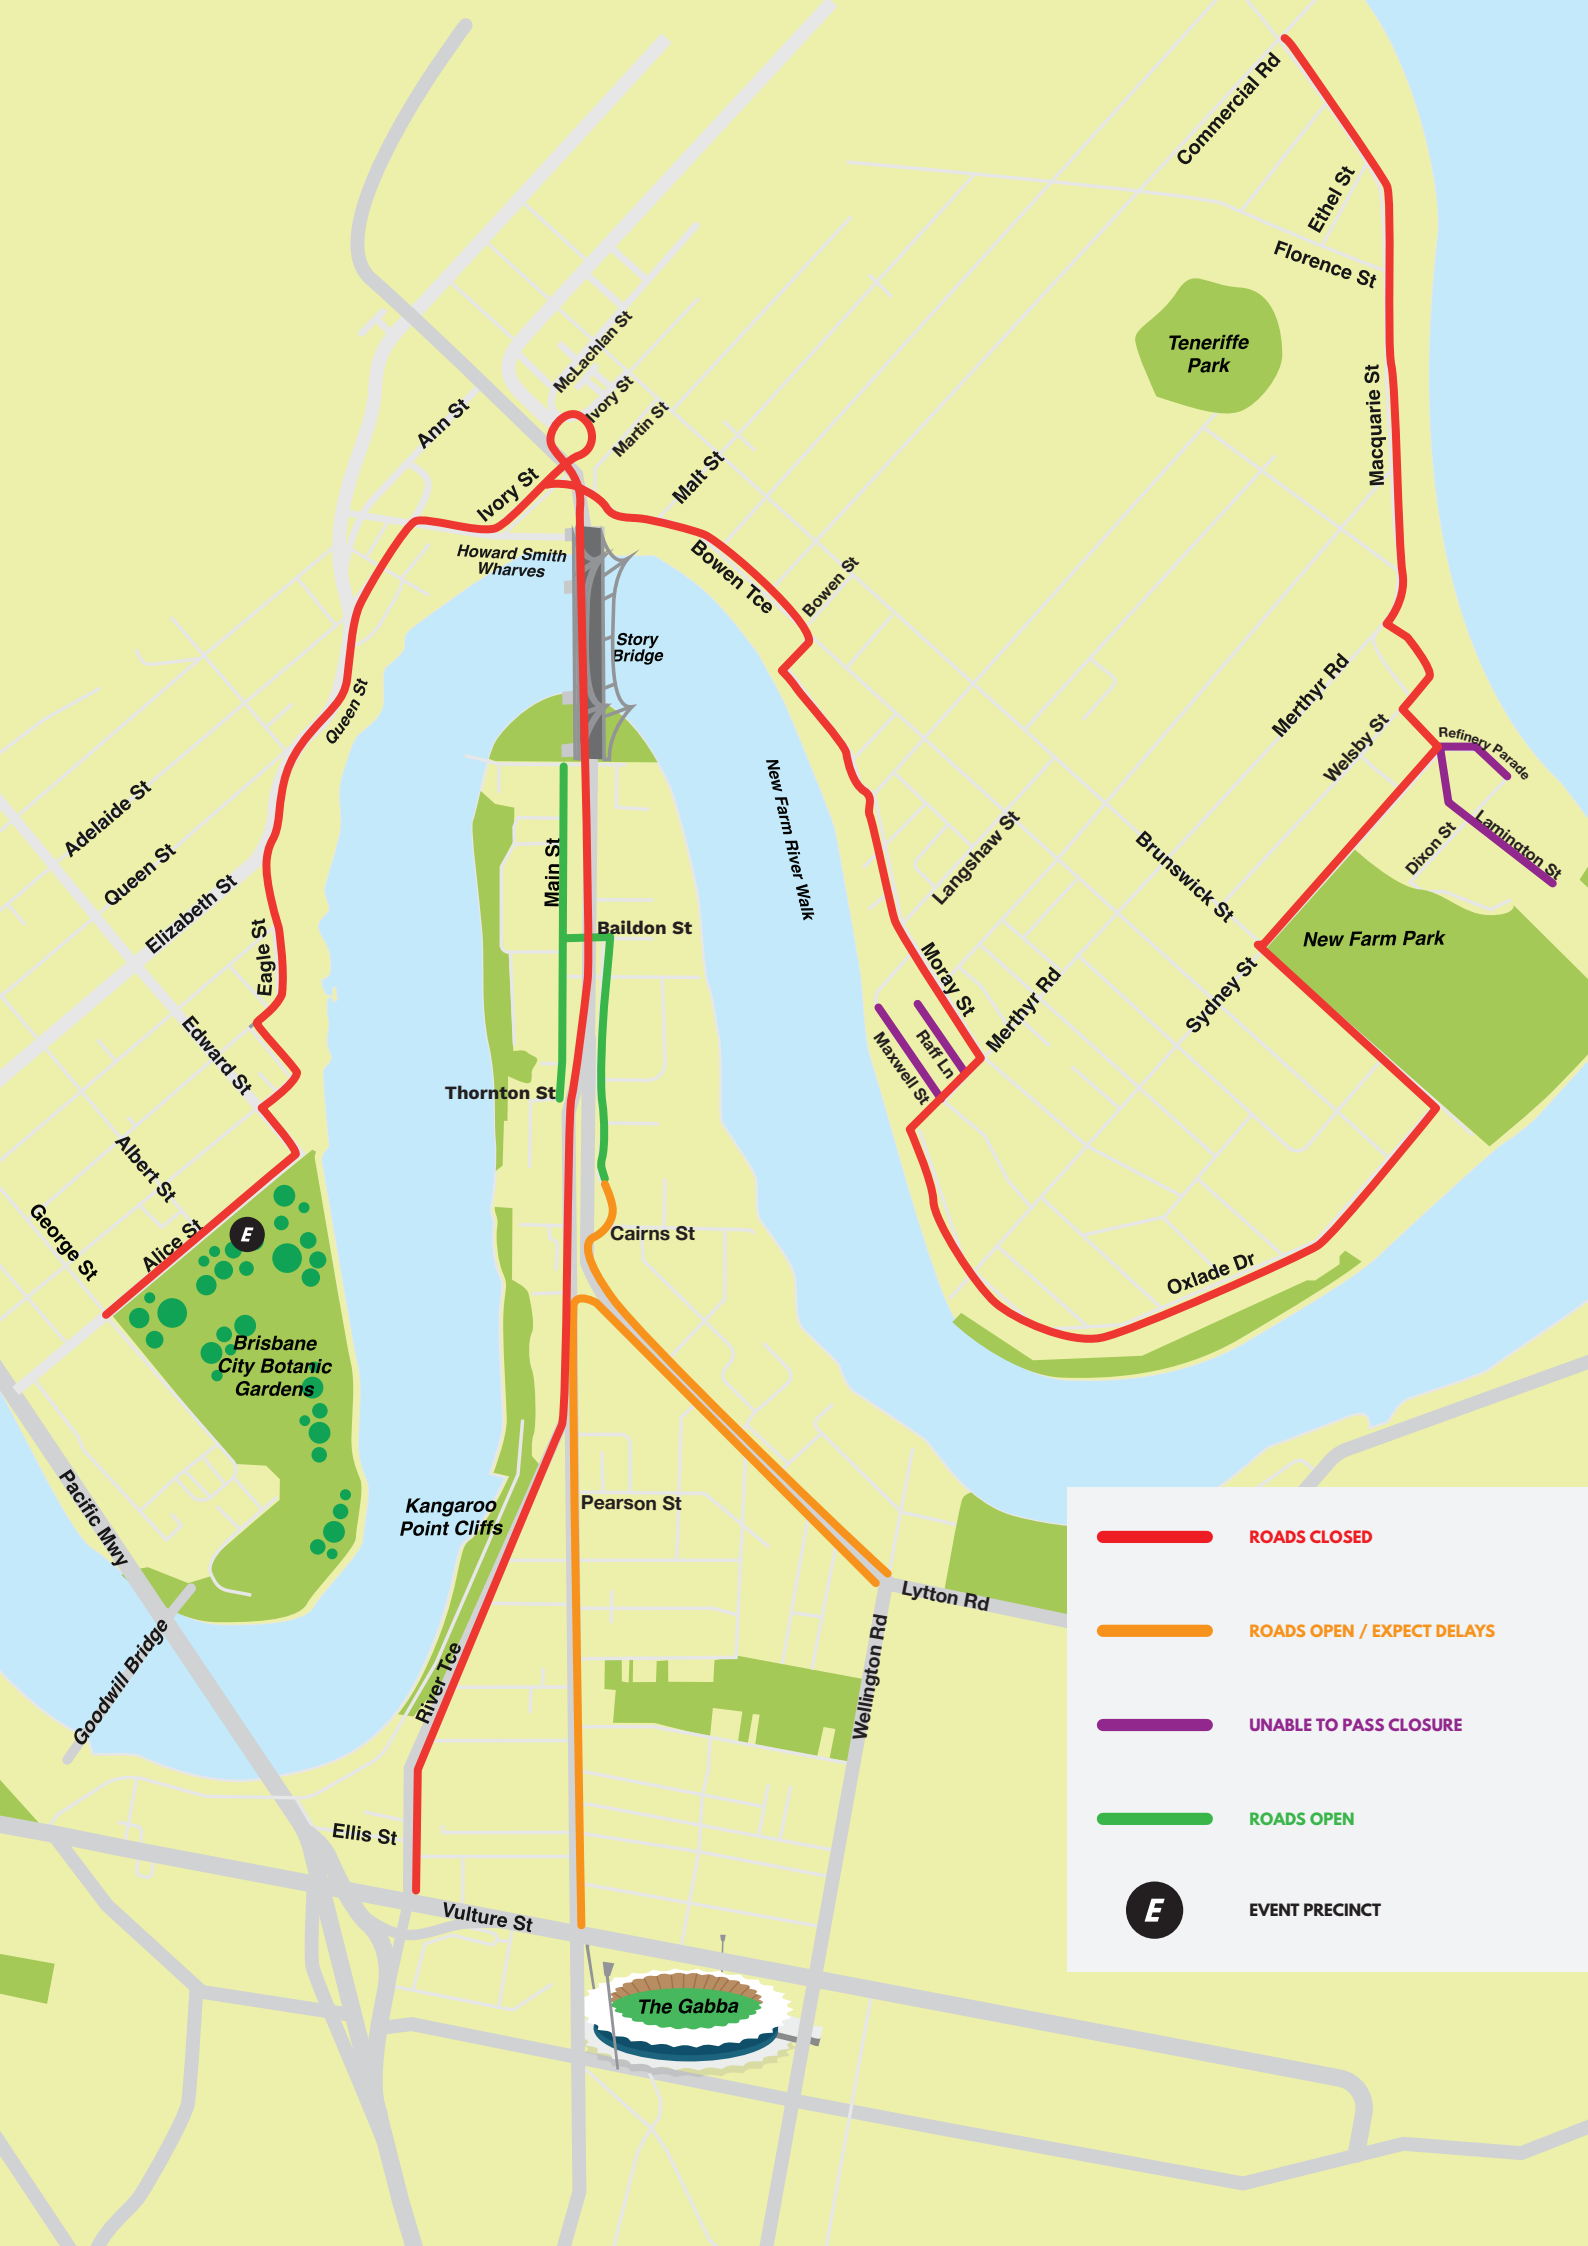 Commercial Rd
Ethel St
Florence St
Teneriffe
Park
McLachlan St
Ivory St
Martin St
Ann St
Malt St
Ivory St
Macquarie St
Howard Smith
Wharves
Bowen Tce
Bowen St
Story
Bridge
Queen St
Merthyr Rd
Welsby St
Refinery Parade
Adelaide St
Queen St
Elizabeth St
Eagle St
Main St
New Farm River Walk
Langshaw St
Brunswick St
Dixon St
Lamington St
Baildon St
New Farm Park
Moray St
Merthyr Rd
Sydney St
Edward St
Raff Ln
Maxwell St
Thornton St
Albert St
George St
Alice St
E
Cairns St
Oxlade Dr
Brisbane
City Botanic
Gardens
Pacific Mwy
Kangaroo
Point Cliffs
Pearson St
Lytton Rd
Goodwill Bridge
River Tce
Wellington Rd
Ellis St
Vulture St
The Gabba
ROADS CLOSED
ROADS OPEN / EXPECT DELAYS
UNABLE TO PASS CLOSURE
ROADS OPEN
E
EVENT PRECINCT